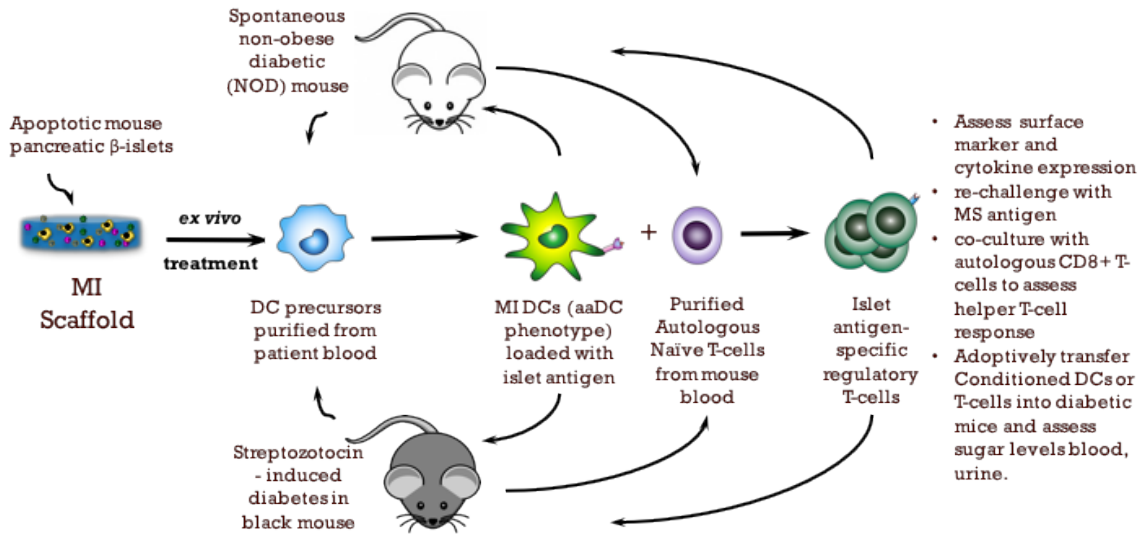 Spontaneous
non-obese
diabetic
(NOD) mouse
Apoptotic mouse
pancreatic β-islets
MI
Scaffold
ex vivo
treatment
DC precursors
purified from
patient blood
MI DCs (aaDC
phenotype)
loaded with
islet antigen
+
Purified
Autologous
Naïve T-cells
from mouse
blood
Islet
antigen-
specific
regulatory
T-cells
Streptozotocin
- induced
diabetes in
black mouse
• Assess surface
marker and
cytokine expression
• re-challenge with
MS antigen
• co-culture with
autologous CD8+ T-
cells to assess
helper T-cell
response
• Adoptively transfer
Conditioned DCs or
T-cells into diabetic
mice and assess
sugar levels blood,
urine.